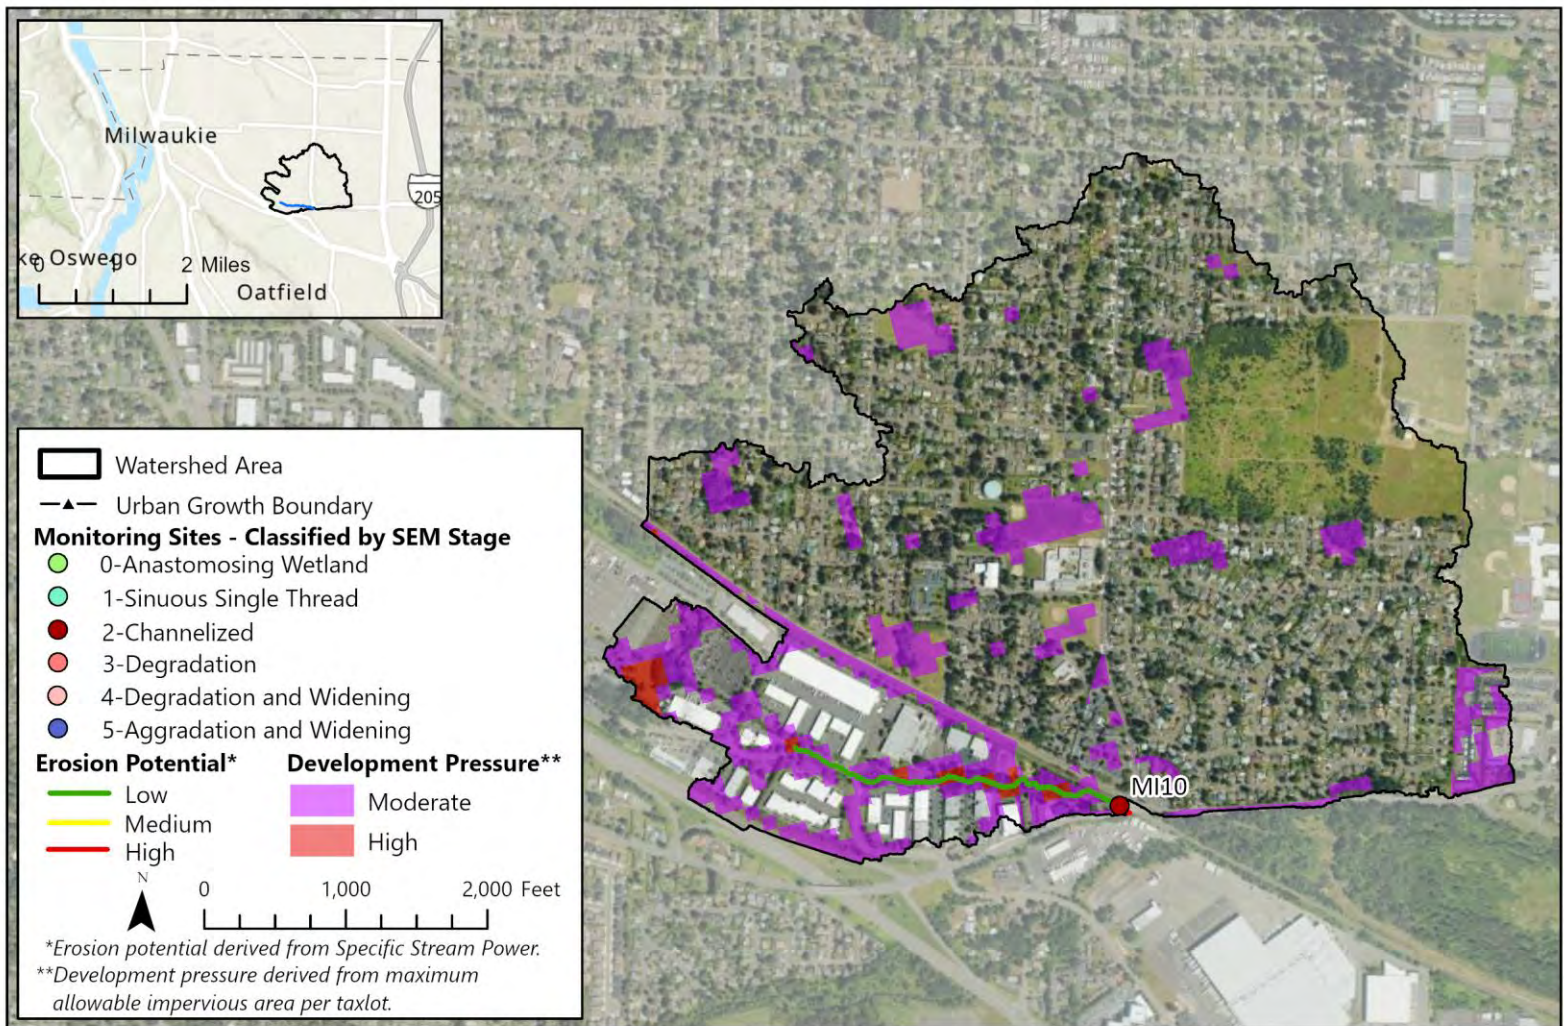 Milwaukie
205
ke Oswego
0 1 2 Miles
Oatfield
Watershed Area
Urban Growth Boundary
Monitoring Sites - Classified by SEM Stage
0-Anastomosing Wetland
1-Sinuous Single Thread
2-Channelized
3-Degradation
4-Degradation and Widening
5-Aggradation and Widening
Erosion Potential* Development Pressure**
Low Moderate
Medium
High High
N
0 1,000 2,000 Feet
*Erosion potential derived from Specific Stream Power.
**Development pressure derived from maximum
allowable impervious area per taxlot.
MI10